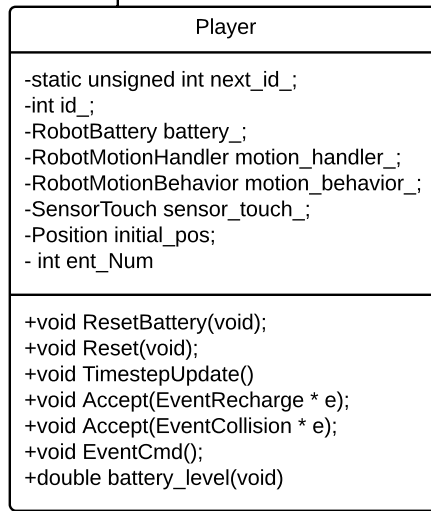 Player
-static unsigned int next_id_;
-int id_;
-RobotBattery battery_;
-RobotMotionHandler motion_handler_;
-RobotMotionBehavior motion_behavior_;
-SensorTouch sensor_touch_;
-Position initial_pos;
- int ent_Num
+void ResetBattery(void);
+void Reset(void);
+void TimestepUpdate()
+void Accept(EventRecharge * e);
+void Accept(EventCollision * e);
+void EventCmd();
+double battery_level(void)